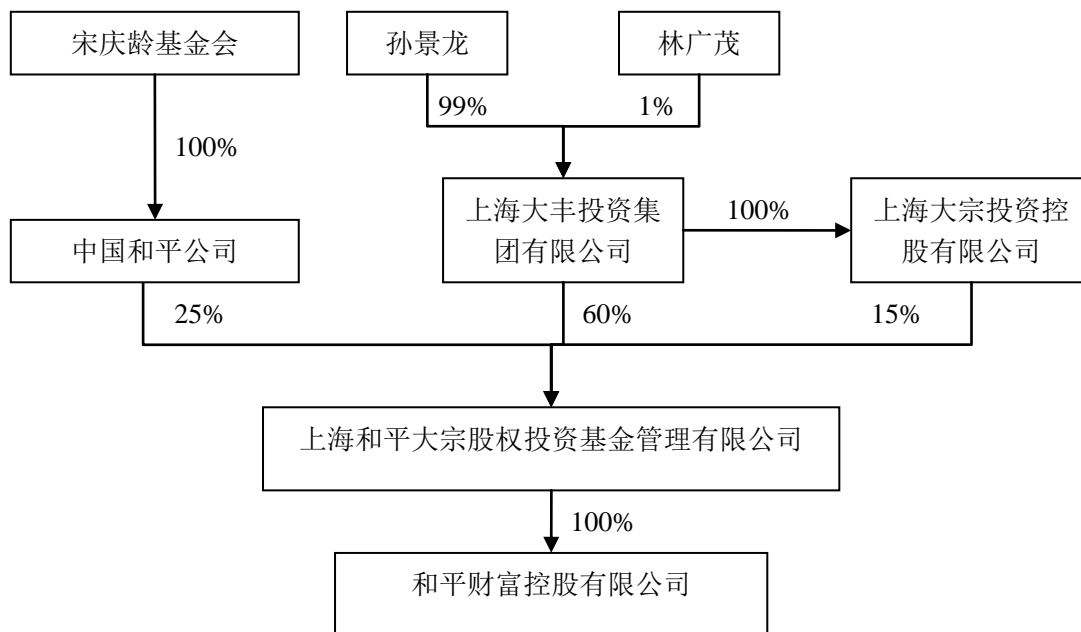 宋庆龄基金会
孙景龙
林广茂
99%
1%
100%
上海大丰投资集
团有限公司
100%
上海大宗投资控
股有限公司
中国和平公司
25%
60%
15%
上海和平大宗股权投资基金管理有限公司
100%
和平财富控股有限公司